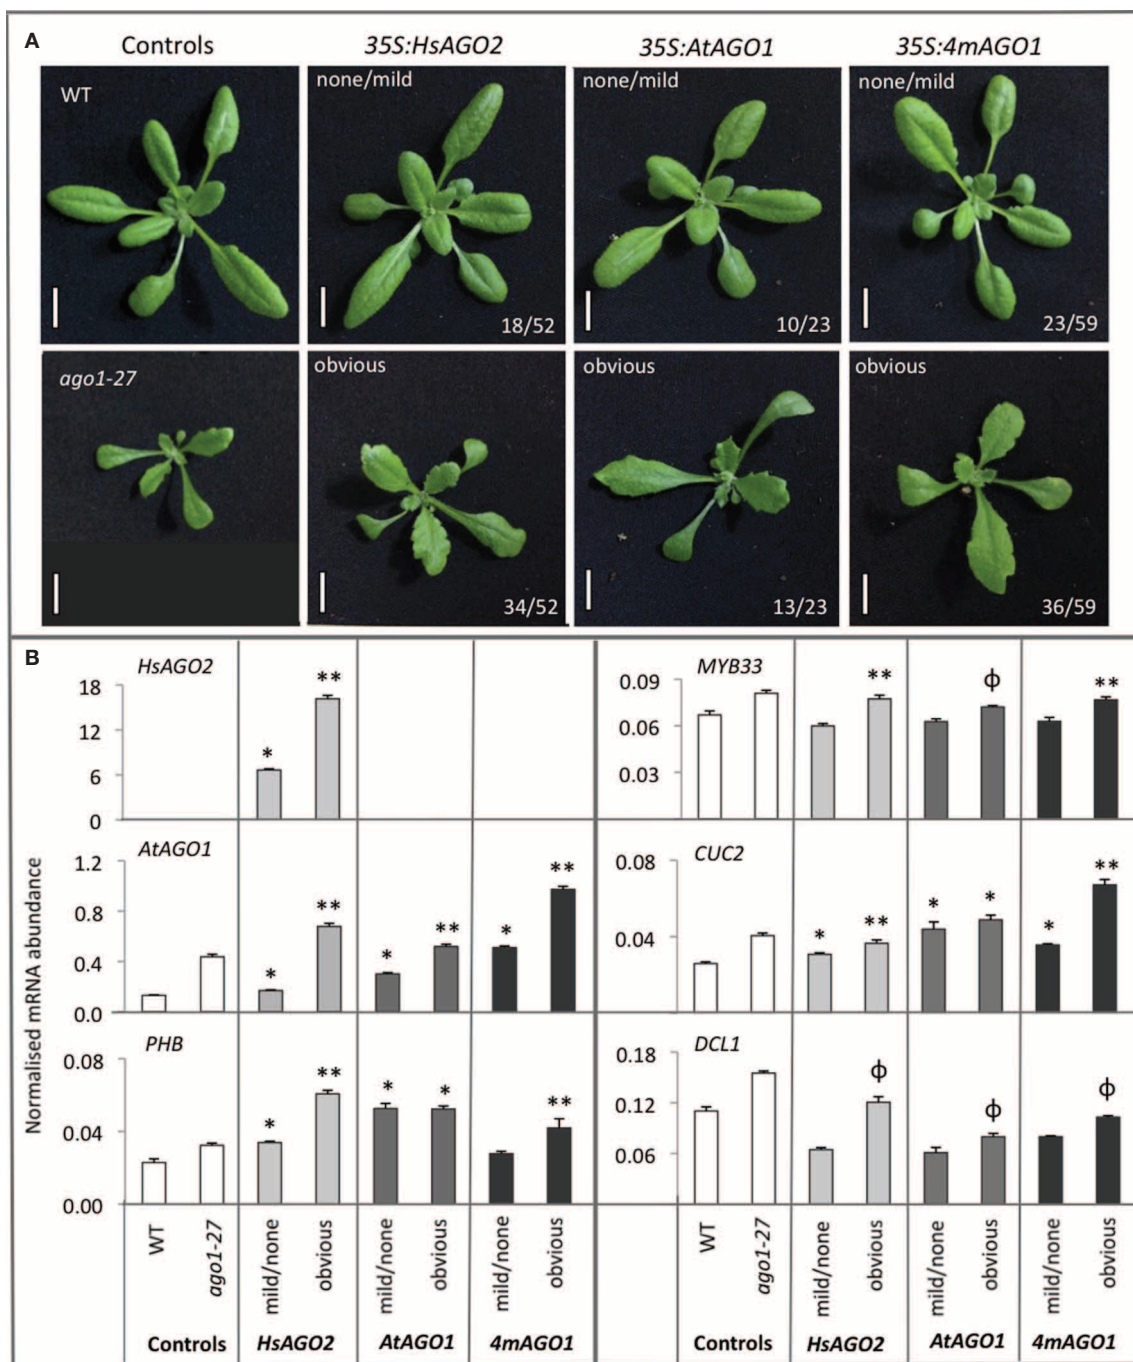 A
Controls 35S:HsAGO2 35S:AtAGO1 35S:4mAGO1
WT none/mild none/mild none/mild
18/52 10/23 23/59
ago1-27 obvious obvious obvious
34/52 13/23 36/59
B
Normalised mRNA abundance
HsAGO2
18
12
6
0
* **
AtAGO1
1.2
0.8
0.4
0.0
* ** * ** * **
PHB
0.08
0.04
0.00
* ** * * **
WT ago1-27 mild/none obvious mild/none obvious mild/none obvious
Controls HsAGO2 AtAGO1 4mAGO1
MYB33
0.09
0.06
0.03
** ϕ **
CUC2
0.08
0.04
* ** * * * **
DCL1
0.18
0.12
0.06
ϕ ϕ ϕ
WT ago1-27 mild/none obvious mild/none obvious mild/none obvious
Controls HsAGO2 AtAGO1 4mAGO1